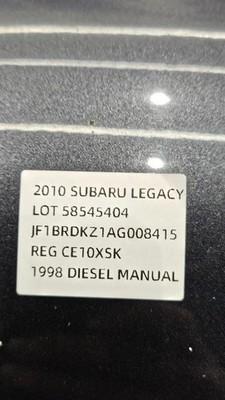 2010 SUBARU LEGACY
LOT 58545404
JF1BRDKZ1AG008415
REG CE10XSK
1998 DIESEL MANUAL